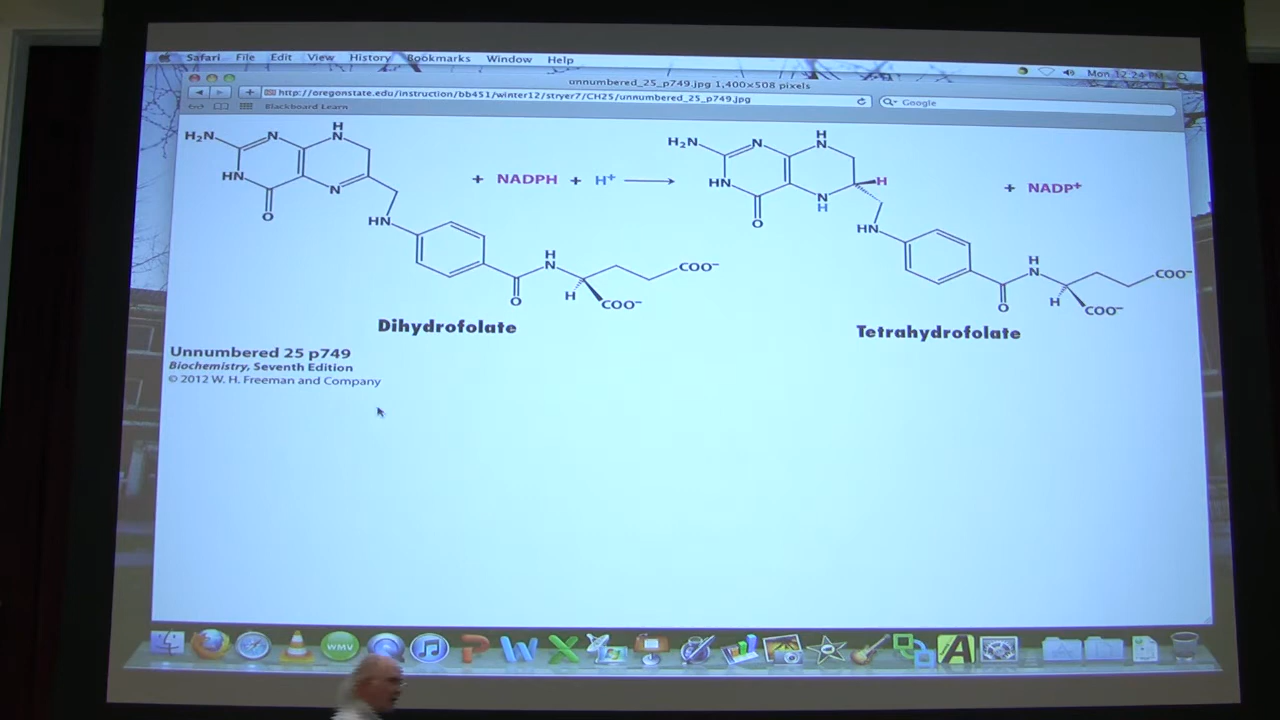 Safari File Edit View History Bookmarks Window Help
Mon 12:24 PM
unnumbered_25_p749.jpg 1,400×508 pixels
http://oregonstate.edu/instruction/bb451/winter12/stryer7/CH25/unnumbered_25_p749.jpg
Google
Blackboard Learn
H₂N N H N
HN N
O
HN
H N
O H
COO⁻
COO⁻
+ NADPH + H⁺
H₂N N H N
HN N H H
O
HN
H N
O H
COO⁻
COO⁻
+ NADP⁺
Dihydrofolate
Tetrahydrofolate
Unnumbered 25 p749
Biochemistry, Seventh Edition
© 2012 W. H. Freeman and Company
WMV